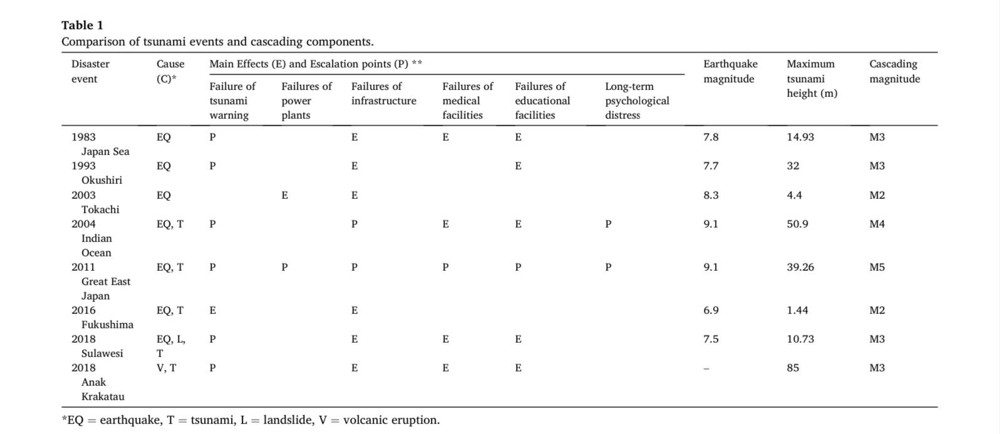 Table 1
Comparison of tsunami events and cascading components.
Disaster event Cause (C)* Main Effects (E) and Escalation points (P) ** Earthquake magnitude Maximum tsunami height (m) Cascading magnitude
Failure of tsunami warning Failures of power plants Failures of infrastructure Failures of medical facilities Failures of educational facilities Long-term psychological distress
1983 Japan Sea EQ P E E E 7.8 14.93 M3
1993 Okushiri EQ P E E 7.7 32 M3
2003 Tokachi EQ E E 8.3 4.4 M2
2004 Indian Ocean EQ, T P P E E P 9.1 50.9 M4
2011 Great East Japan EQ, T P P P P P P 9.1 39.26 M5
2016 Fukushima EQ, T E E 6.9 1.44 M2
2018 Sulawesi EQ, L, T P E E E 7.5 10.73 M3
2018 Anak Krakatau V, T P E E E – 85 M3
*EQ = earthquake, T = tsunami, L = landslide, V = volcanic eruption.